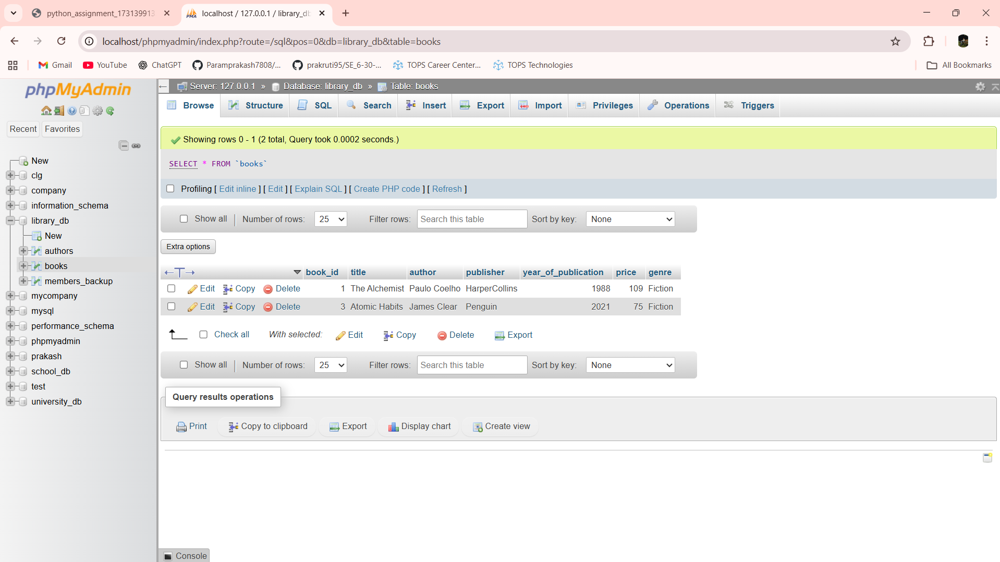 python_assignment_173139913
localhost / 127.0.0.1 / library_db
localhost/phpmyadmin/index.php?route=/sql&pos=0&db=library_db&table=books
Gmail YouTube ChatGPT Paramprakash7808/... prakruti95/SE_6-30-... TOPS Career Center... TOPS Technologies All Bookmarks
phpMyAdmin
Recent Favorites
New
clg
company
information_schema
library_db
New
authors
books
members_backup
mycompany
mysql
performance_schema
phpmyadmin
prakash
school_db
test
university_db
Server: 127.0.0.1 » Database: library_db » Table: books
Browse Structure SQL Search Insert Export Import Privileges Operations Triggers
Showing rows 0 - 1 (2 total, Query took 0.0002 seconds.)
SELECT * FROM `books`
Profiling [ Edit inline ] [ Edit ] [ Explain SQL ] [ Create PHP code ] [ Refresh ]
Show all Number of rows: 25 Filter rows: Search this table Sort by key: None
Extra options
←T→ book_id title author publisher year_of_publication price genre
Edit Copy Delete 1 The Alchemist Paulo Coelho HarperCollins 1988 109 Fiction
Edit Copy Delete 3 Atomic Habits James Clear Penguin 2021 75 Fiction
Check all With selected: Edit Copy Delete Export
Show all Number of rows: 25 Filter rows: Search this table Sort by key: None
Query results operations
Print Copy to clipboard Export Display chart Create view
Console